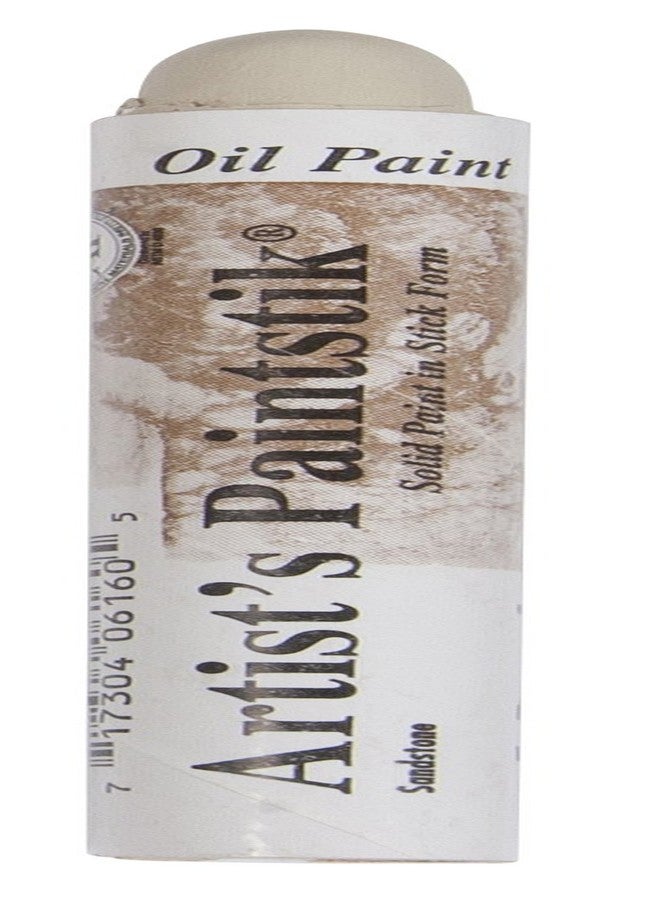 Oil Paint
Artist's Paintstik®
Solid Paint in Stick Form
Sandstone
7 17304 06160 5